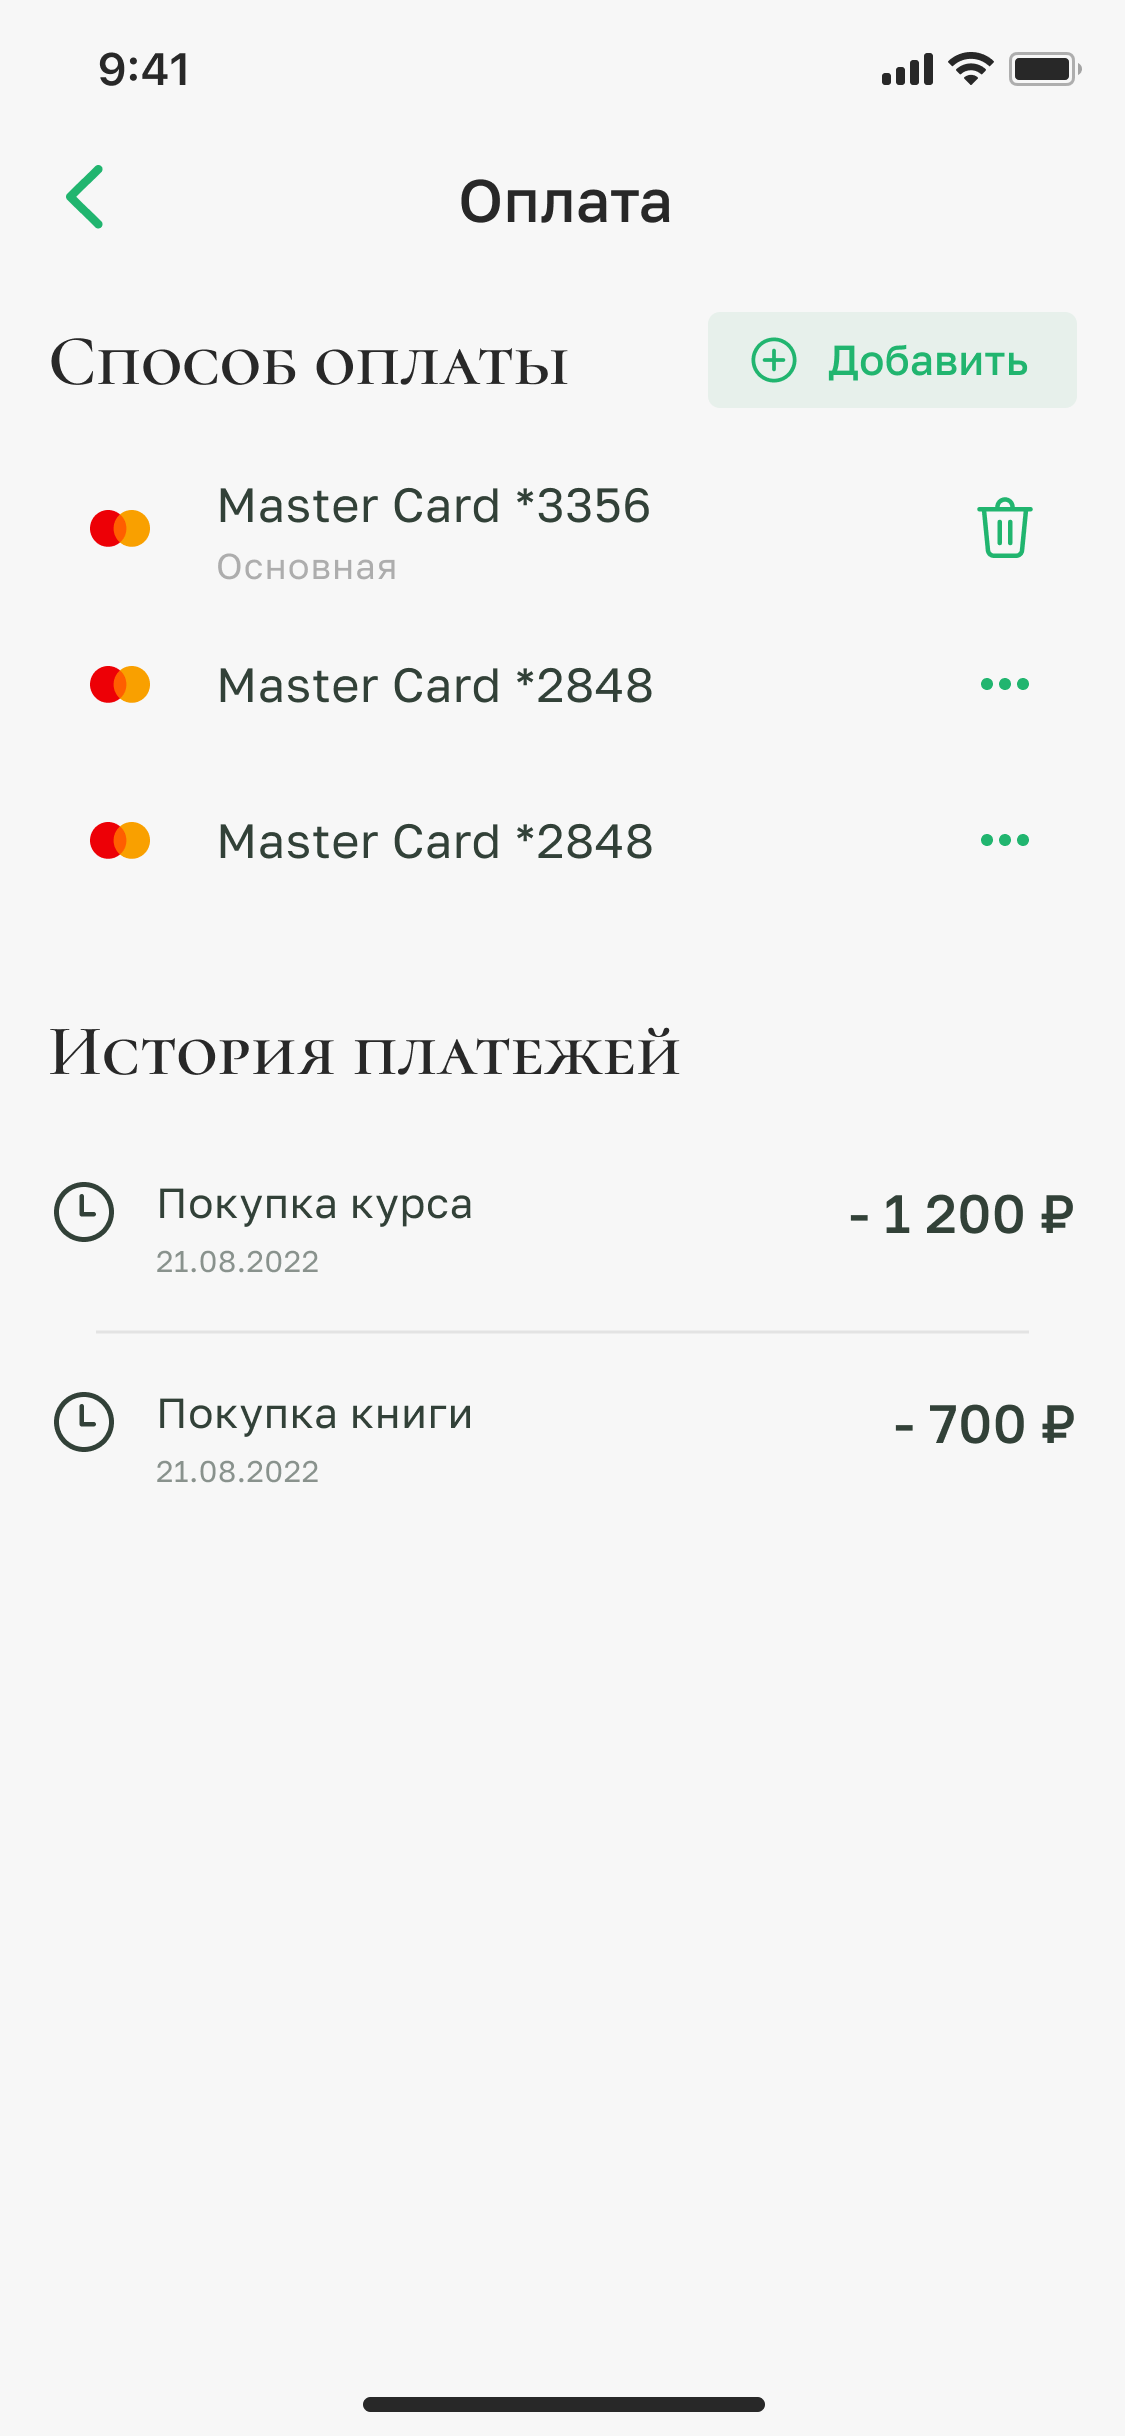 9:41
Оплата
Способ оплаты
Добавить
Master Card *3356
Основная
Master Card *2848
Master Card *2848
История платежей
Покупка курса
- 1 200 ₽
21.08.2022
Покупка книги
- 700 ₽
21.08.2022